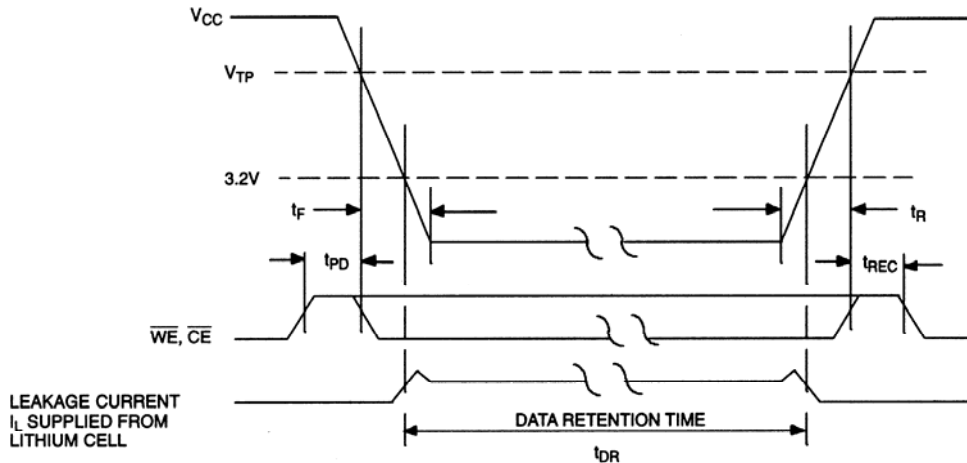 VCC
VTP
3.2V
tF
tR
tPD
tREC
WE, CE
LEAKAGE CURRENT
IL SUPPLIED FROM
LITHIUM CELL
DATA RETENTION TIME
tDR